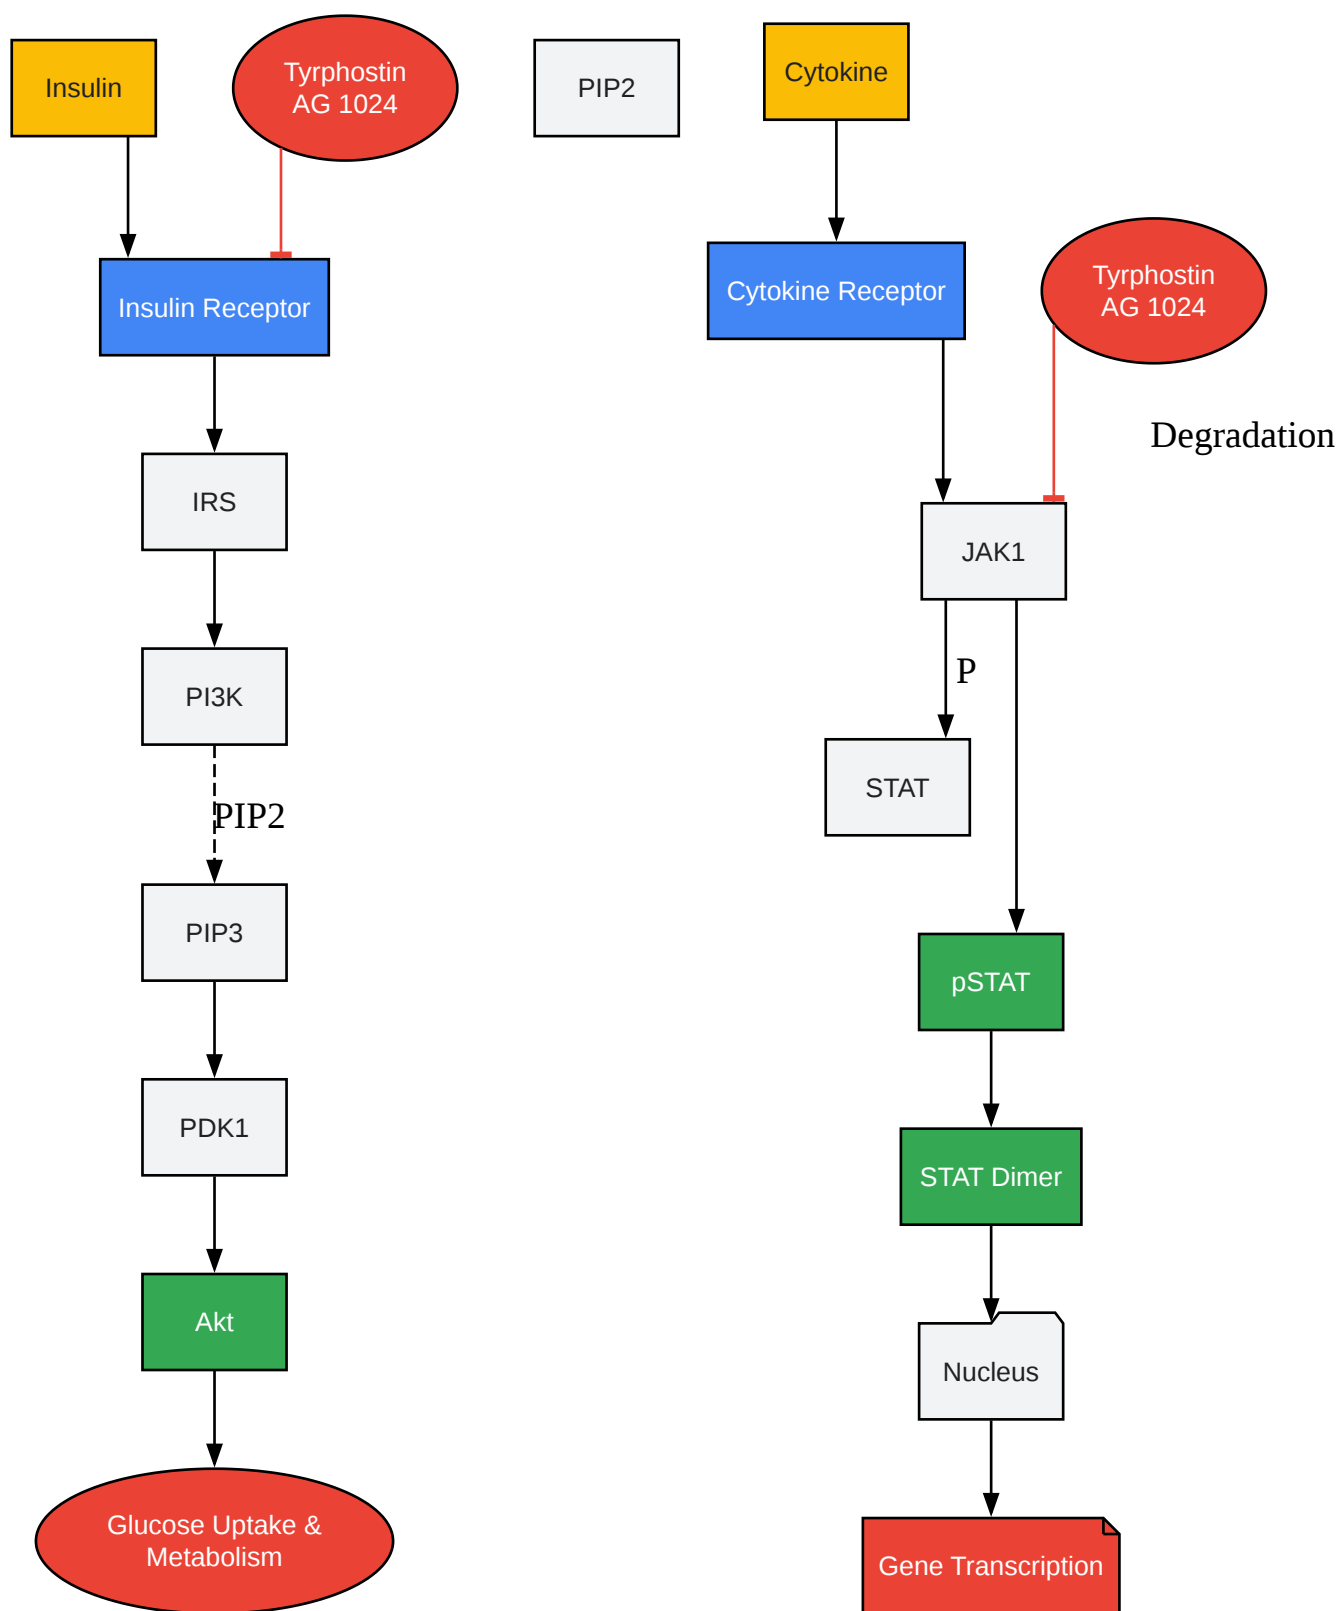 Insulin
Tyrphostin
AG 1024
PIP2
Cytokine
Insulin Receptor
Cytokine Receptor
Tyrphostin
AG 1024
Degradation
IRS
JAK1
PI3K
P
STAT
PIP2
PIP3
pSTAT
PDK1
STAT Dimer
Akt
Nucleus
Glucose Uptake &
Metabolism
Gene Transcription